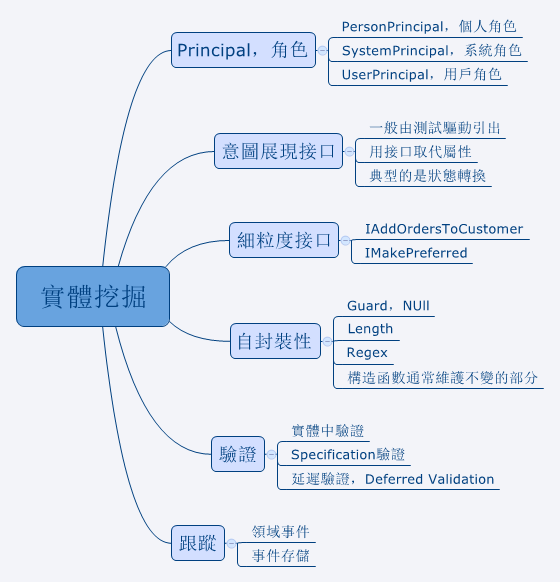 Principal，角色
PersonPrincipal，個人角色
SystemPrincipal，系統角色
UserPrincipal，用戶角色
意圖展現接口
一般由測試驅動引出
用接口取代屬性
典型的是狀態轉換
細粒度接口
IAddOrdersToCustomer
IMakePreferred
實體挖掘
自封裝性
Guard，NUll
Length
Regex
構造函數通常維護不變的部分
驗證
實體中驗證
Specification驗證
延遲驗證，Deferred Validation
跟蹤
領域事件
事件存儲